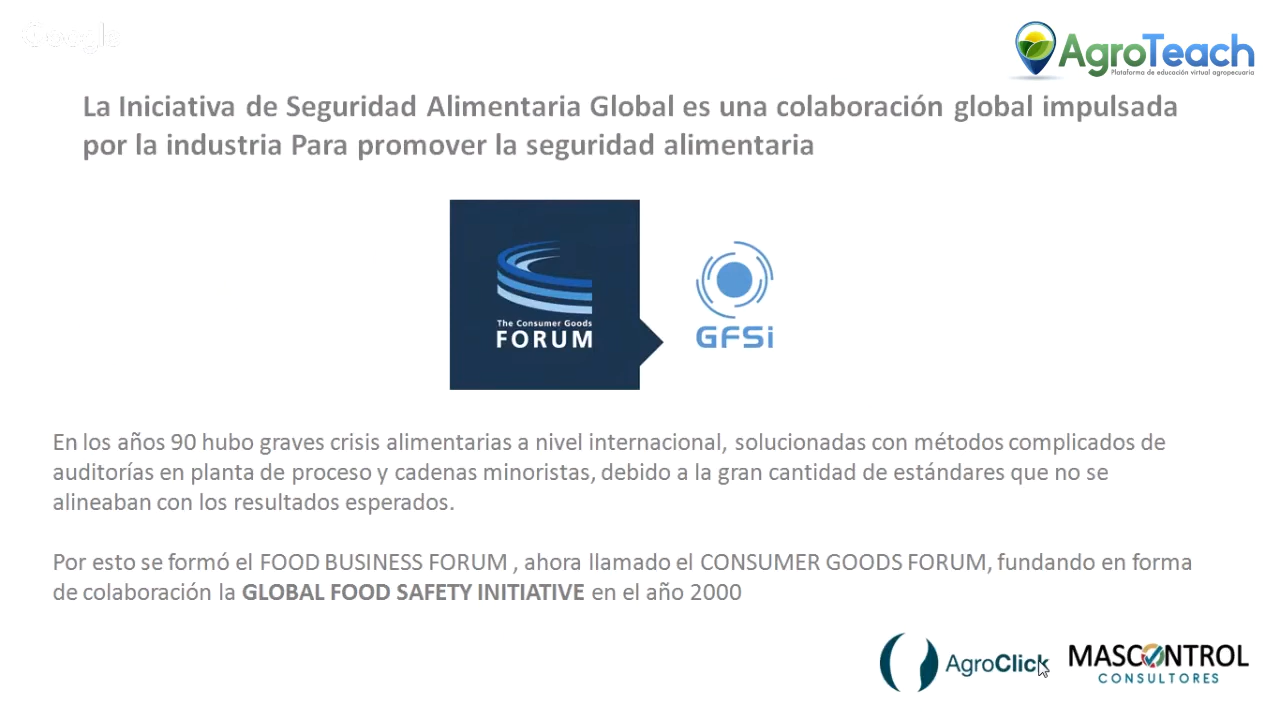 Google
AgroTeach
Plataforma de educación virtual agropecuaria
La Iniciativa de Seguridad Alimentaria Global es una colaboración global impulsada
por la industria Para promover la seguridad alimentaria
The Consumer Goods
FORUM
GFSi
En los años 90 hubo graves crisis alimentarias a nivel internacional, solucionadas con métodos complicados de
auditorías en planta de proceso y cadenas minoristas, debido a la gran cantidad de estándares que no se
alineaban con los resultados esperados.
Por esto se formó el FOOD BUSINESS FORUM , ahora llamado el CONSUMER GOODS FORUM, fundando en forma
de colaboración la GLOBAL FOOD SAFETY INITIATIVE en el año 2000
AgroClick
MASCONTROL
CONSULTORES